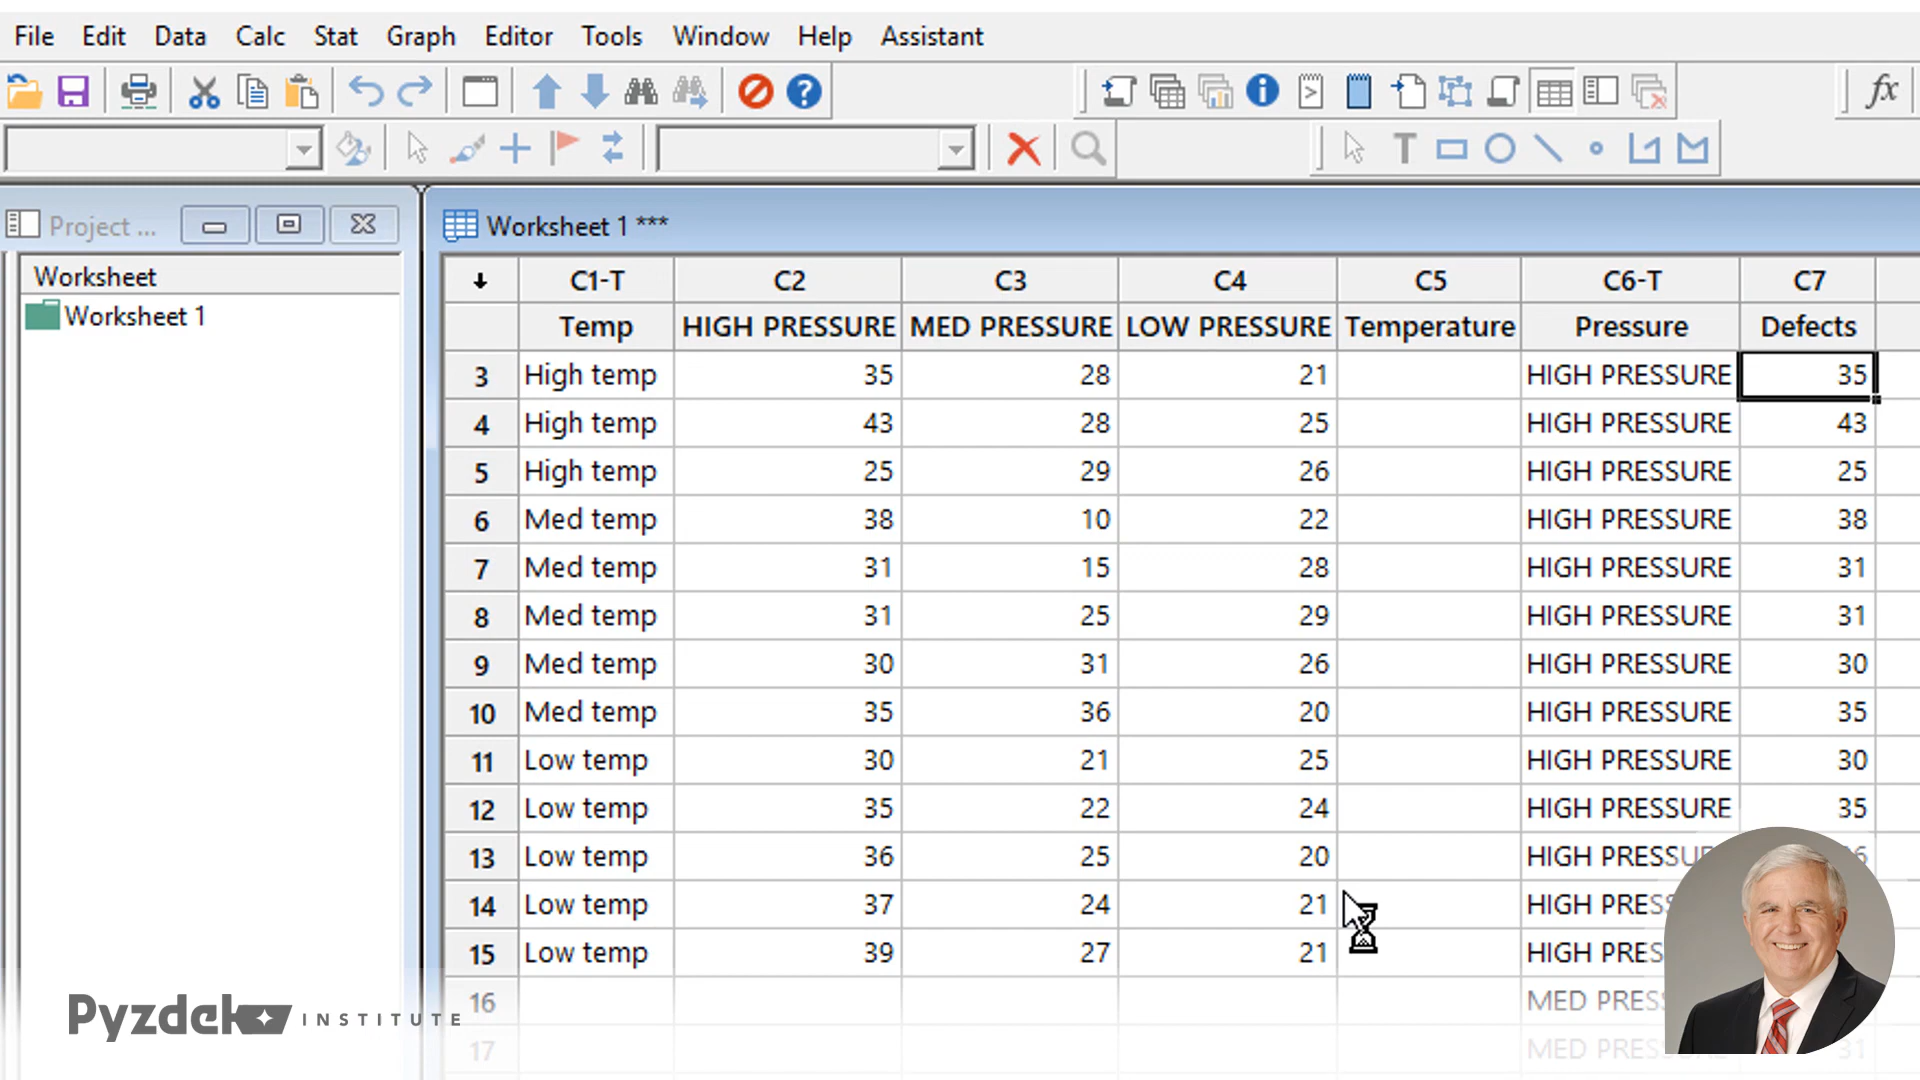 File Edit Data Calc Stat Graph Editor Tools Window Help Assistant
fx
Project ...
Worksheet 1 ***
Worksheet
Worksheet 1
C1-T C2 C3 C4 C5 C6-T C7
Temp HIGH PRESSURE MED PRESSURE LOW PRESSURE Temperature Pressure Defects
3 High temp 35 28 21 HIGH PRESSURE 35
4 High temp 43 28 25 HIGH PRESSURE 43
5 High temp 25 29 26 HIGH PRESSURE 25
6 Med temp 38 10 22 HIGH PRESSURE 38
7 Med temp 31 15 28 HIGH PRESSURE 31
8 Med temp 31 25 29 HIGH PRESSURE 31
9 Med temp 30 31 26 HIGH PRESSURE 30
10 Med temp 35 36 20 HIGH PRESSURE 35
11 Low temp 30 21 25 HIGH PRESSURE 30
12 Low temp 35 22 24 HIGH PRESSURE 35
13 Low temp 36 25 20 HIGH
14 Low temp 37 24 21 HIGH
15 Low temp 39 27 21 HIGH
16 MED
17 MED 31
Pyzdek INSTITUTE